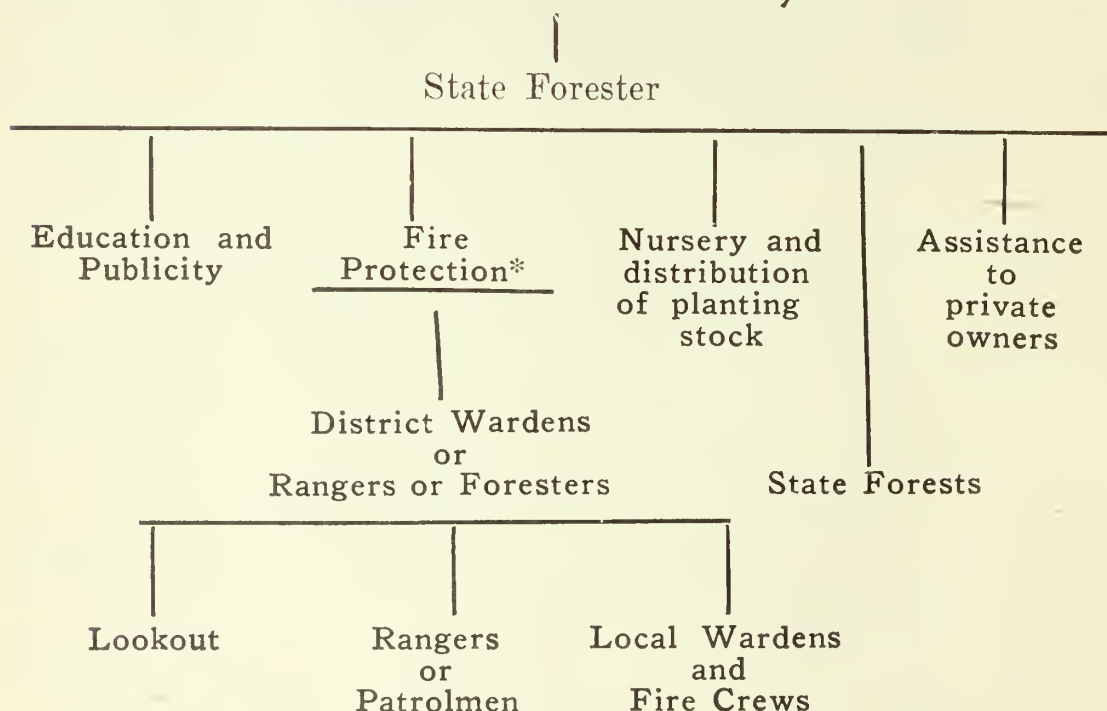 State Forester
Education and
Publicity
Fire
Protection*
Nursery and
distribution
of planting
stock
Assistance
to
private
owners
District Wardens
or
Rangers or Foresters
State Forests
Lookout
Rangers
or
Patrolmen
Local Wardens
and
Fire Crews